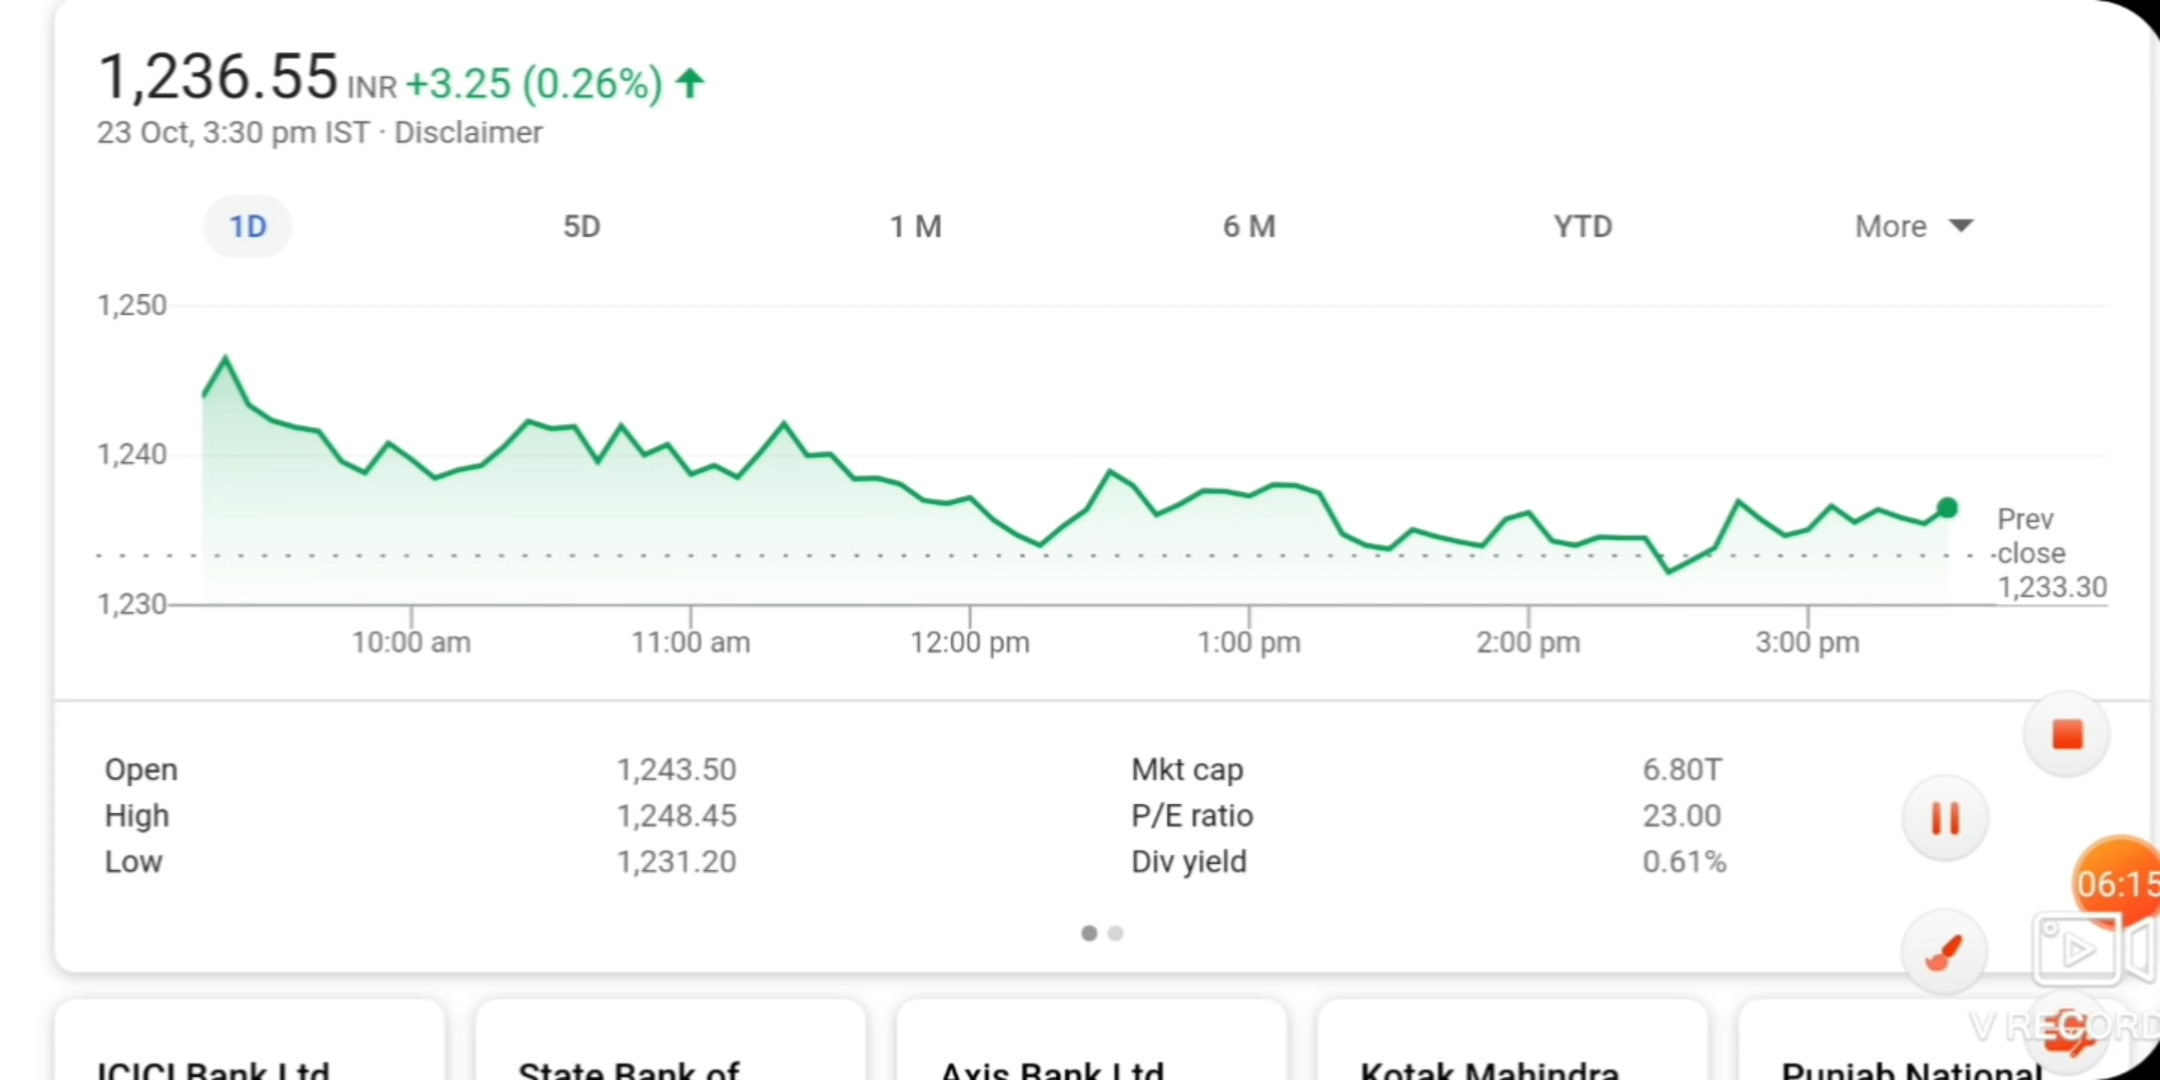 1,236.55 INR +3.25 (0.26%)
23 Oct, 3:30 pm IST · Disclaimer
1D 5D 1 M 6 M YTD More
1,250
1,240
1,230
Prev
close
1,233.30
10:00 am 11:00 am 12:00 pm 1:00 pm 2:00 pm 3:00 pm
Open 1,243.50 Mkt cap 6.80T
High 1,248.45 P/E ratio 23.00
Low 1,231.20 Div yield 0.61%
06:15
V RECORD
ICICI Bank Ltd State Bank of Axis Bank Ltd Kotak Mahindra Punjab National